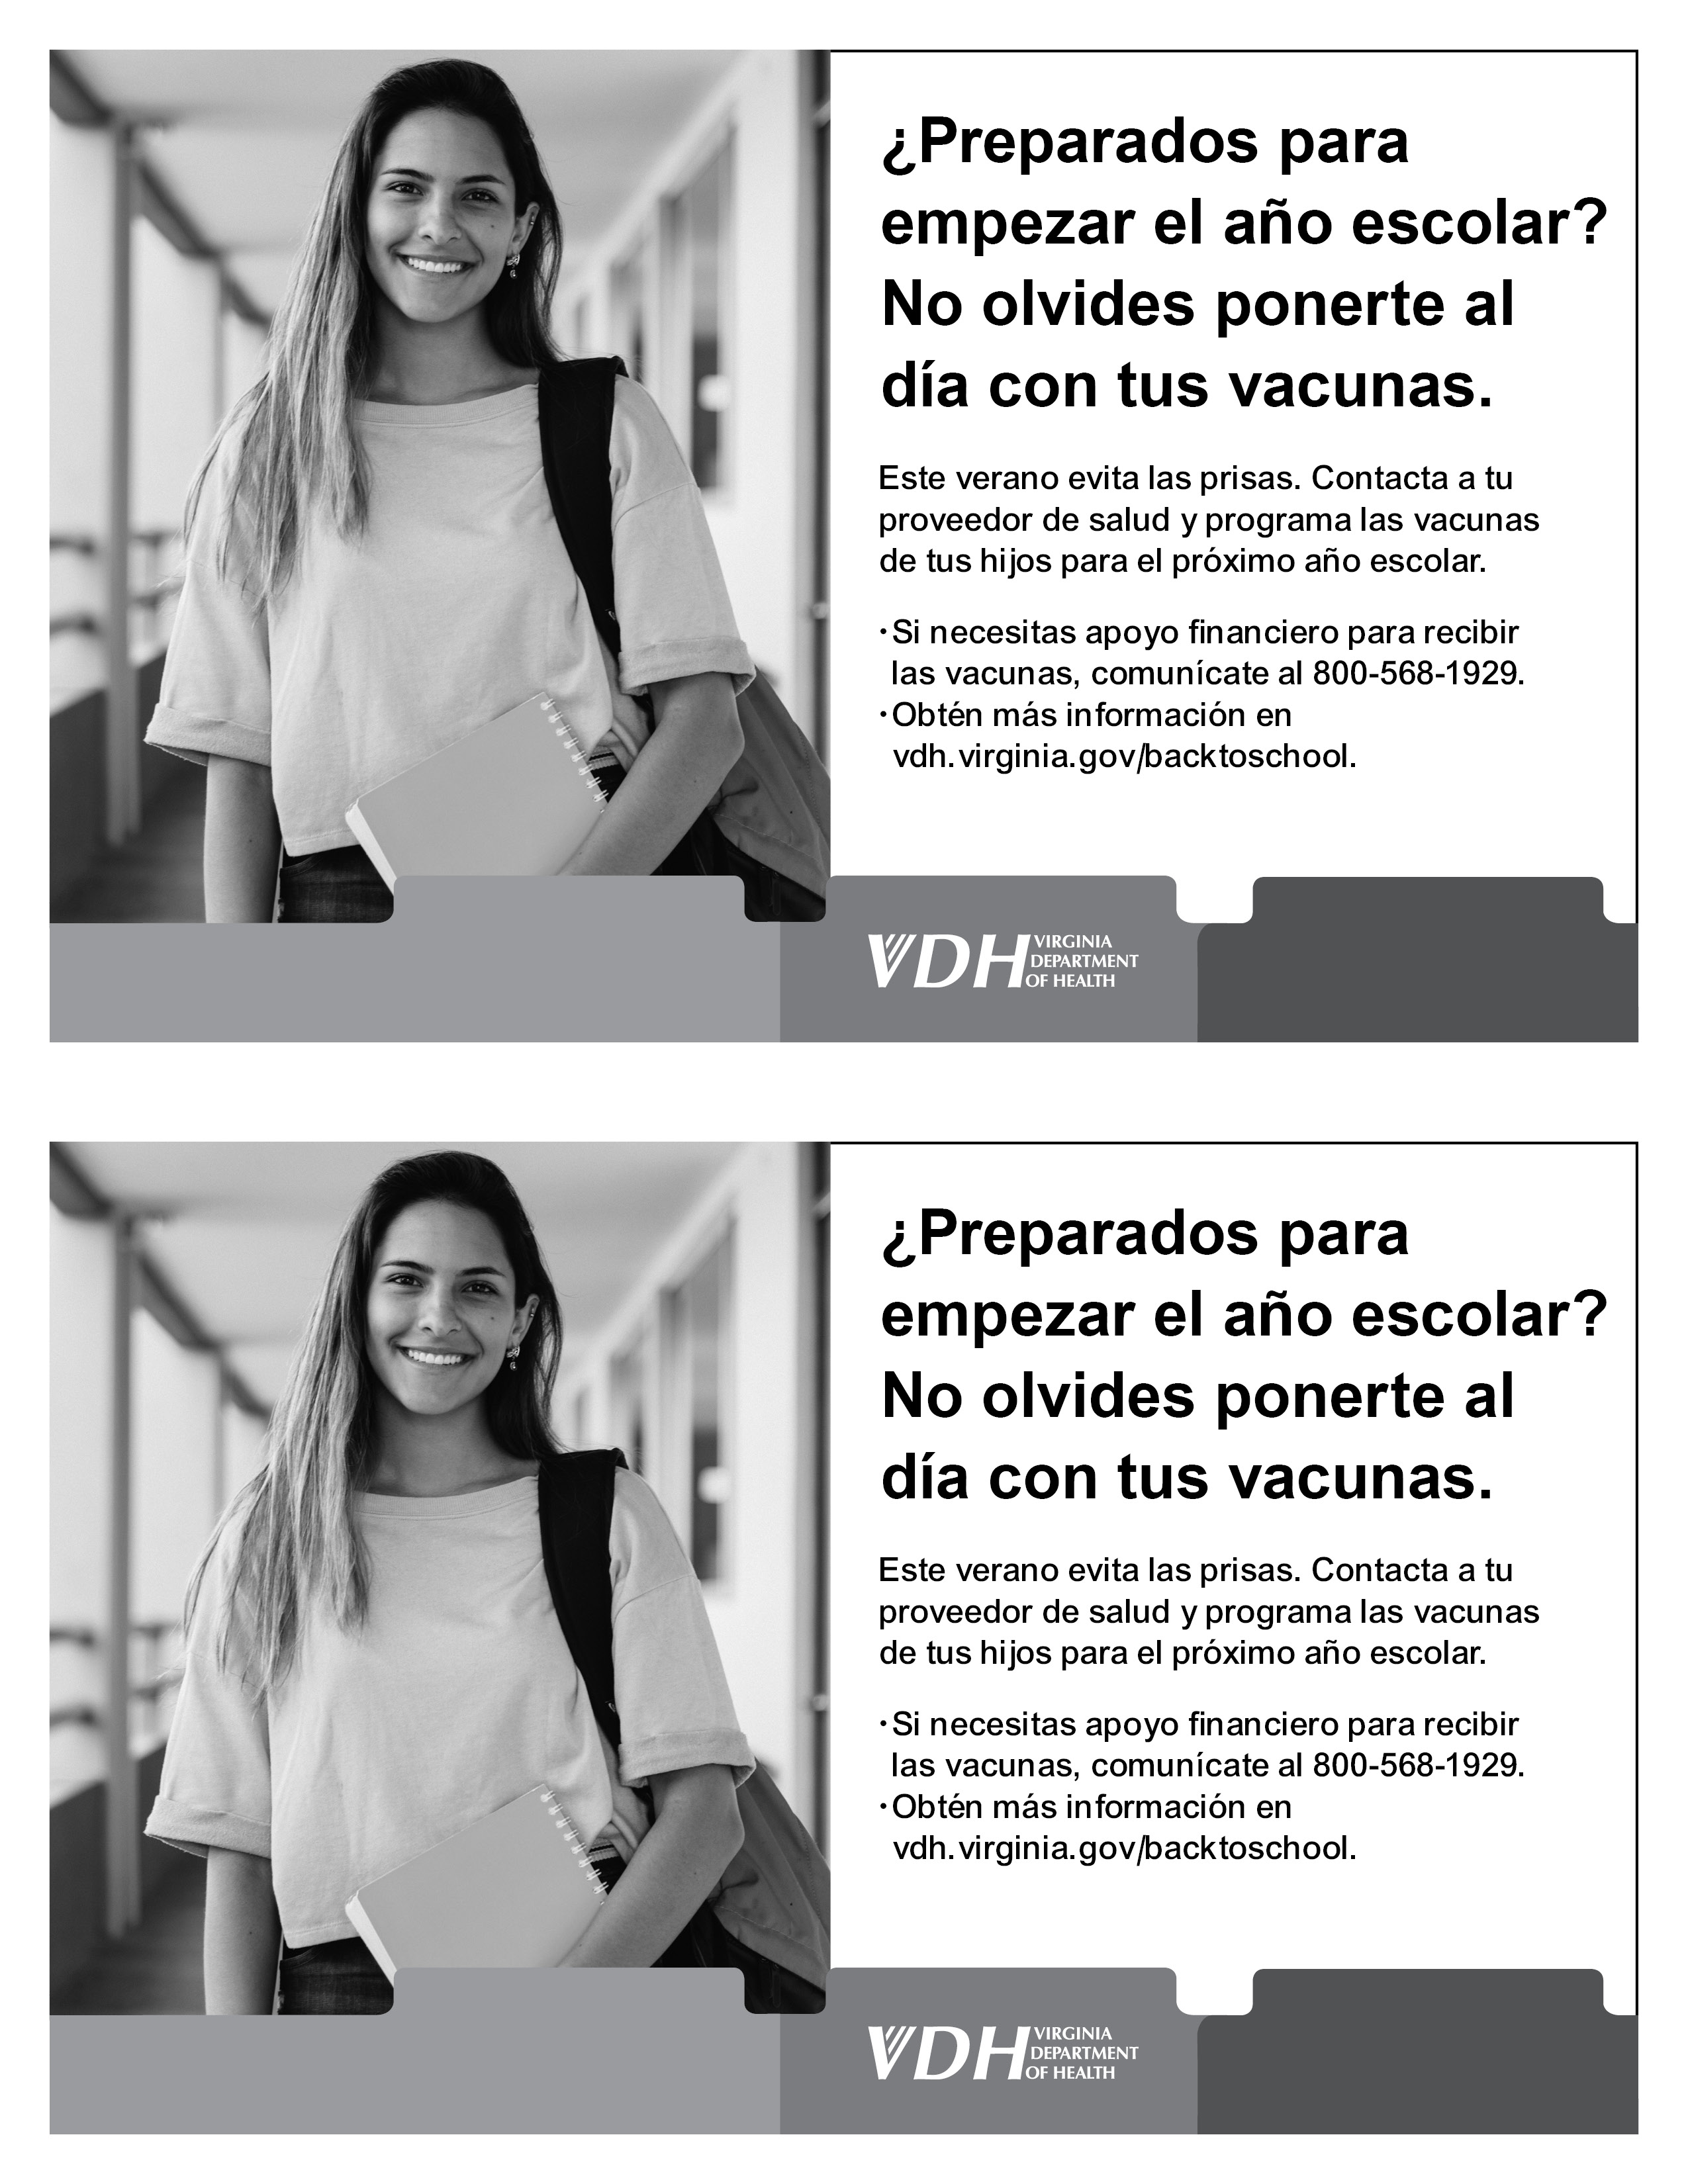 ¿Preparados para
empezar el año escolar?
No olvides ponerte al
día con tus vacunas.
Este verano evita las prisas. Contacta a tu
proveedor de salud y programa las vacunas
de tus hijos para el próximo año escolar.
· Si necesitas apoyo financiero para recibir
las vacunas, comunícate al 800-568-1929.
· Obtén más información en
vdh.virginia.gov/backtoschool.
VDH VIRGINIA
DEPARTMENT
OF HEALTH
¿Preparados para
empezar el año escolar?
No olvides ponerte al
día con tus vacunas.
Este verano evita las prisas. Contacta a tu
proveedor de salud y programa las vacunas
de tus hijos para el próximo año escolar.
· Si necesitas apoyo financiero para recibir
las vacunas, comunícate al 800-568-1929.
· Obtén más información en
vdh.virginia.gov/backtoschool.
VDH VIRGINIA
DEPARTMENT
OF HEALTH